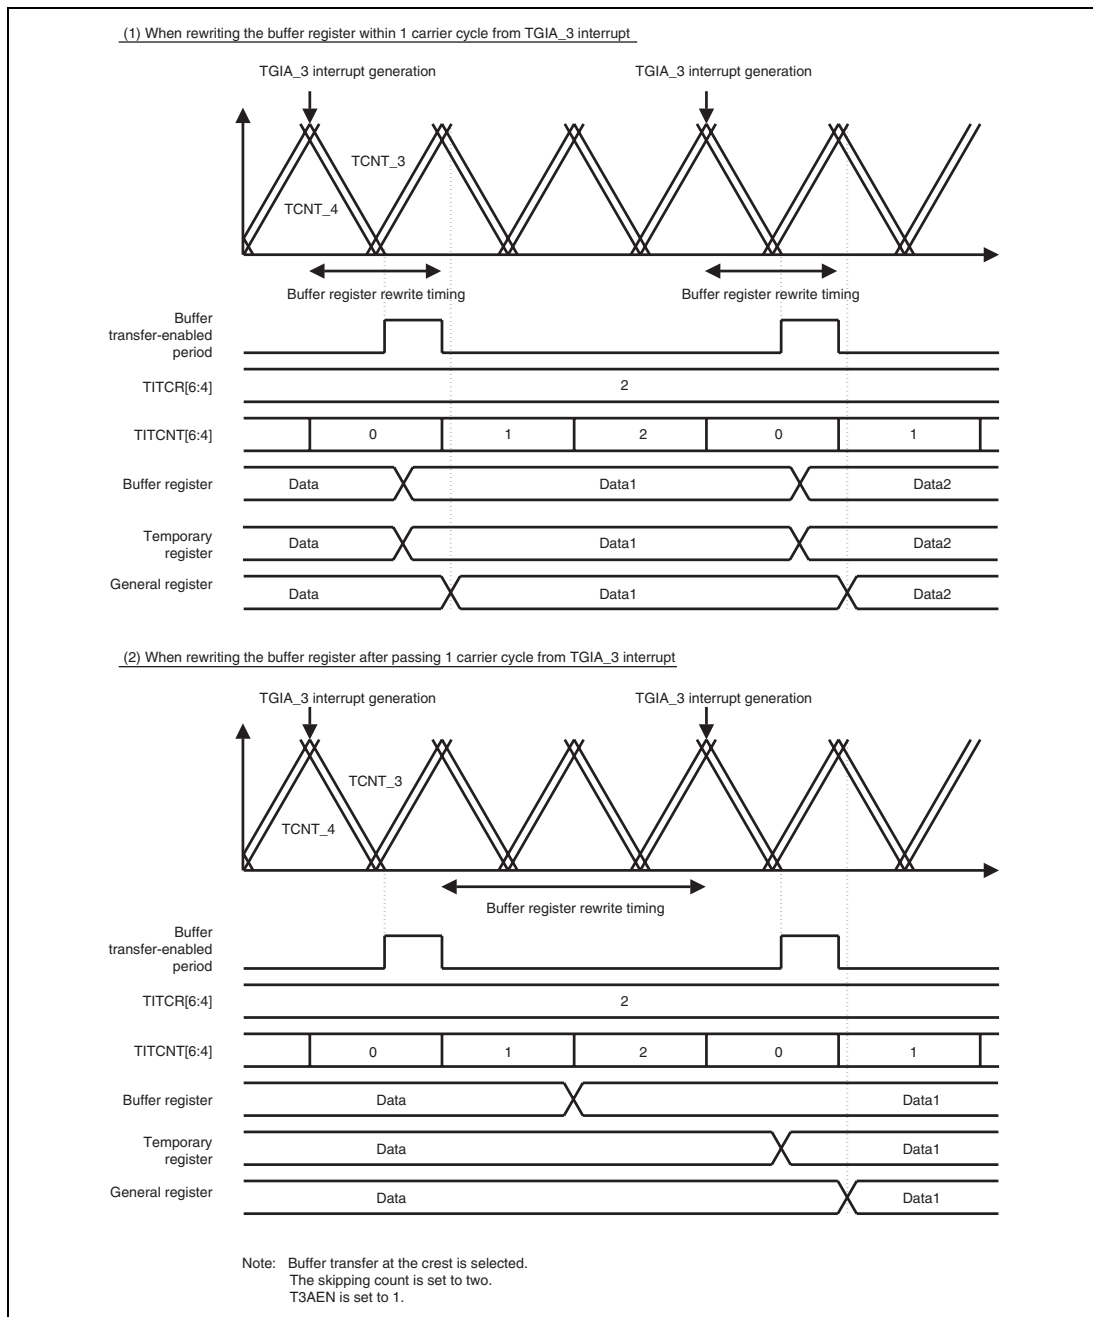 (1) When rewriting the buffer register within 1 carrier cycle from TGIA_3 interrupt
TGIA_3 interrupt generation
TGIA_3 interrupt generation
TCNT_3
TCNT_4
Buffer register rewrite timing
Buffer register rewrite timing
Buffer
transfer-enabled
period
TITCR[6:4]
2
TITCNT[6:4]
0
1
2
0
1
Buffer register
Data
Data1
Data2
Temporary
register
Data
Data1
Data2
General register
Data
Data1
Data2
(2) When rewriting the buffer register after passing 1 carrier cycle from TGIA_3 interrupt
TGIA_3 interrupt generation
TGIA_3 interrupt generation
TCNT_3
TCNT_4
Buffer register rewrite timing
Buffer
transfer-enabled
period
TITCR[6:4]
2
TITCNT[6:4]
0
1
2
0
1
Buffer register
Data
Data1
Temporary
register
Data
Data1
General register
Data
Data1
Note: Buffer transfer at the crest is selected.
The skipping count is set to two.
T3AEN is set to 1.